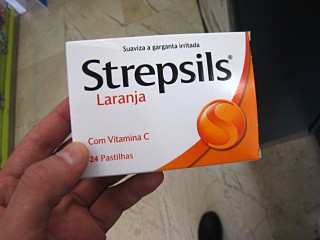 Suaviza a garganta irritada
Strepsils®
Laranja
Com Vitamina C
24 Pastilhas